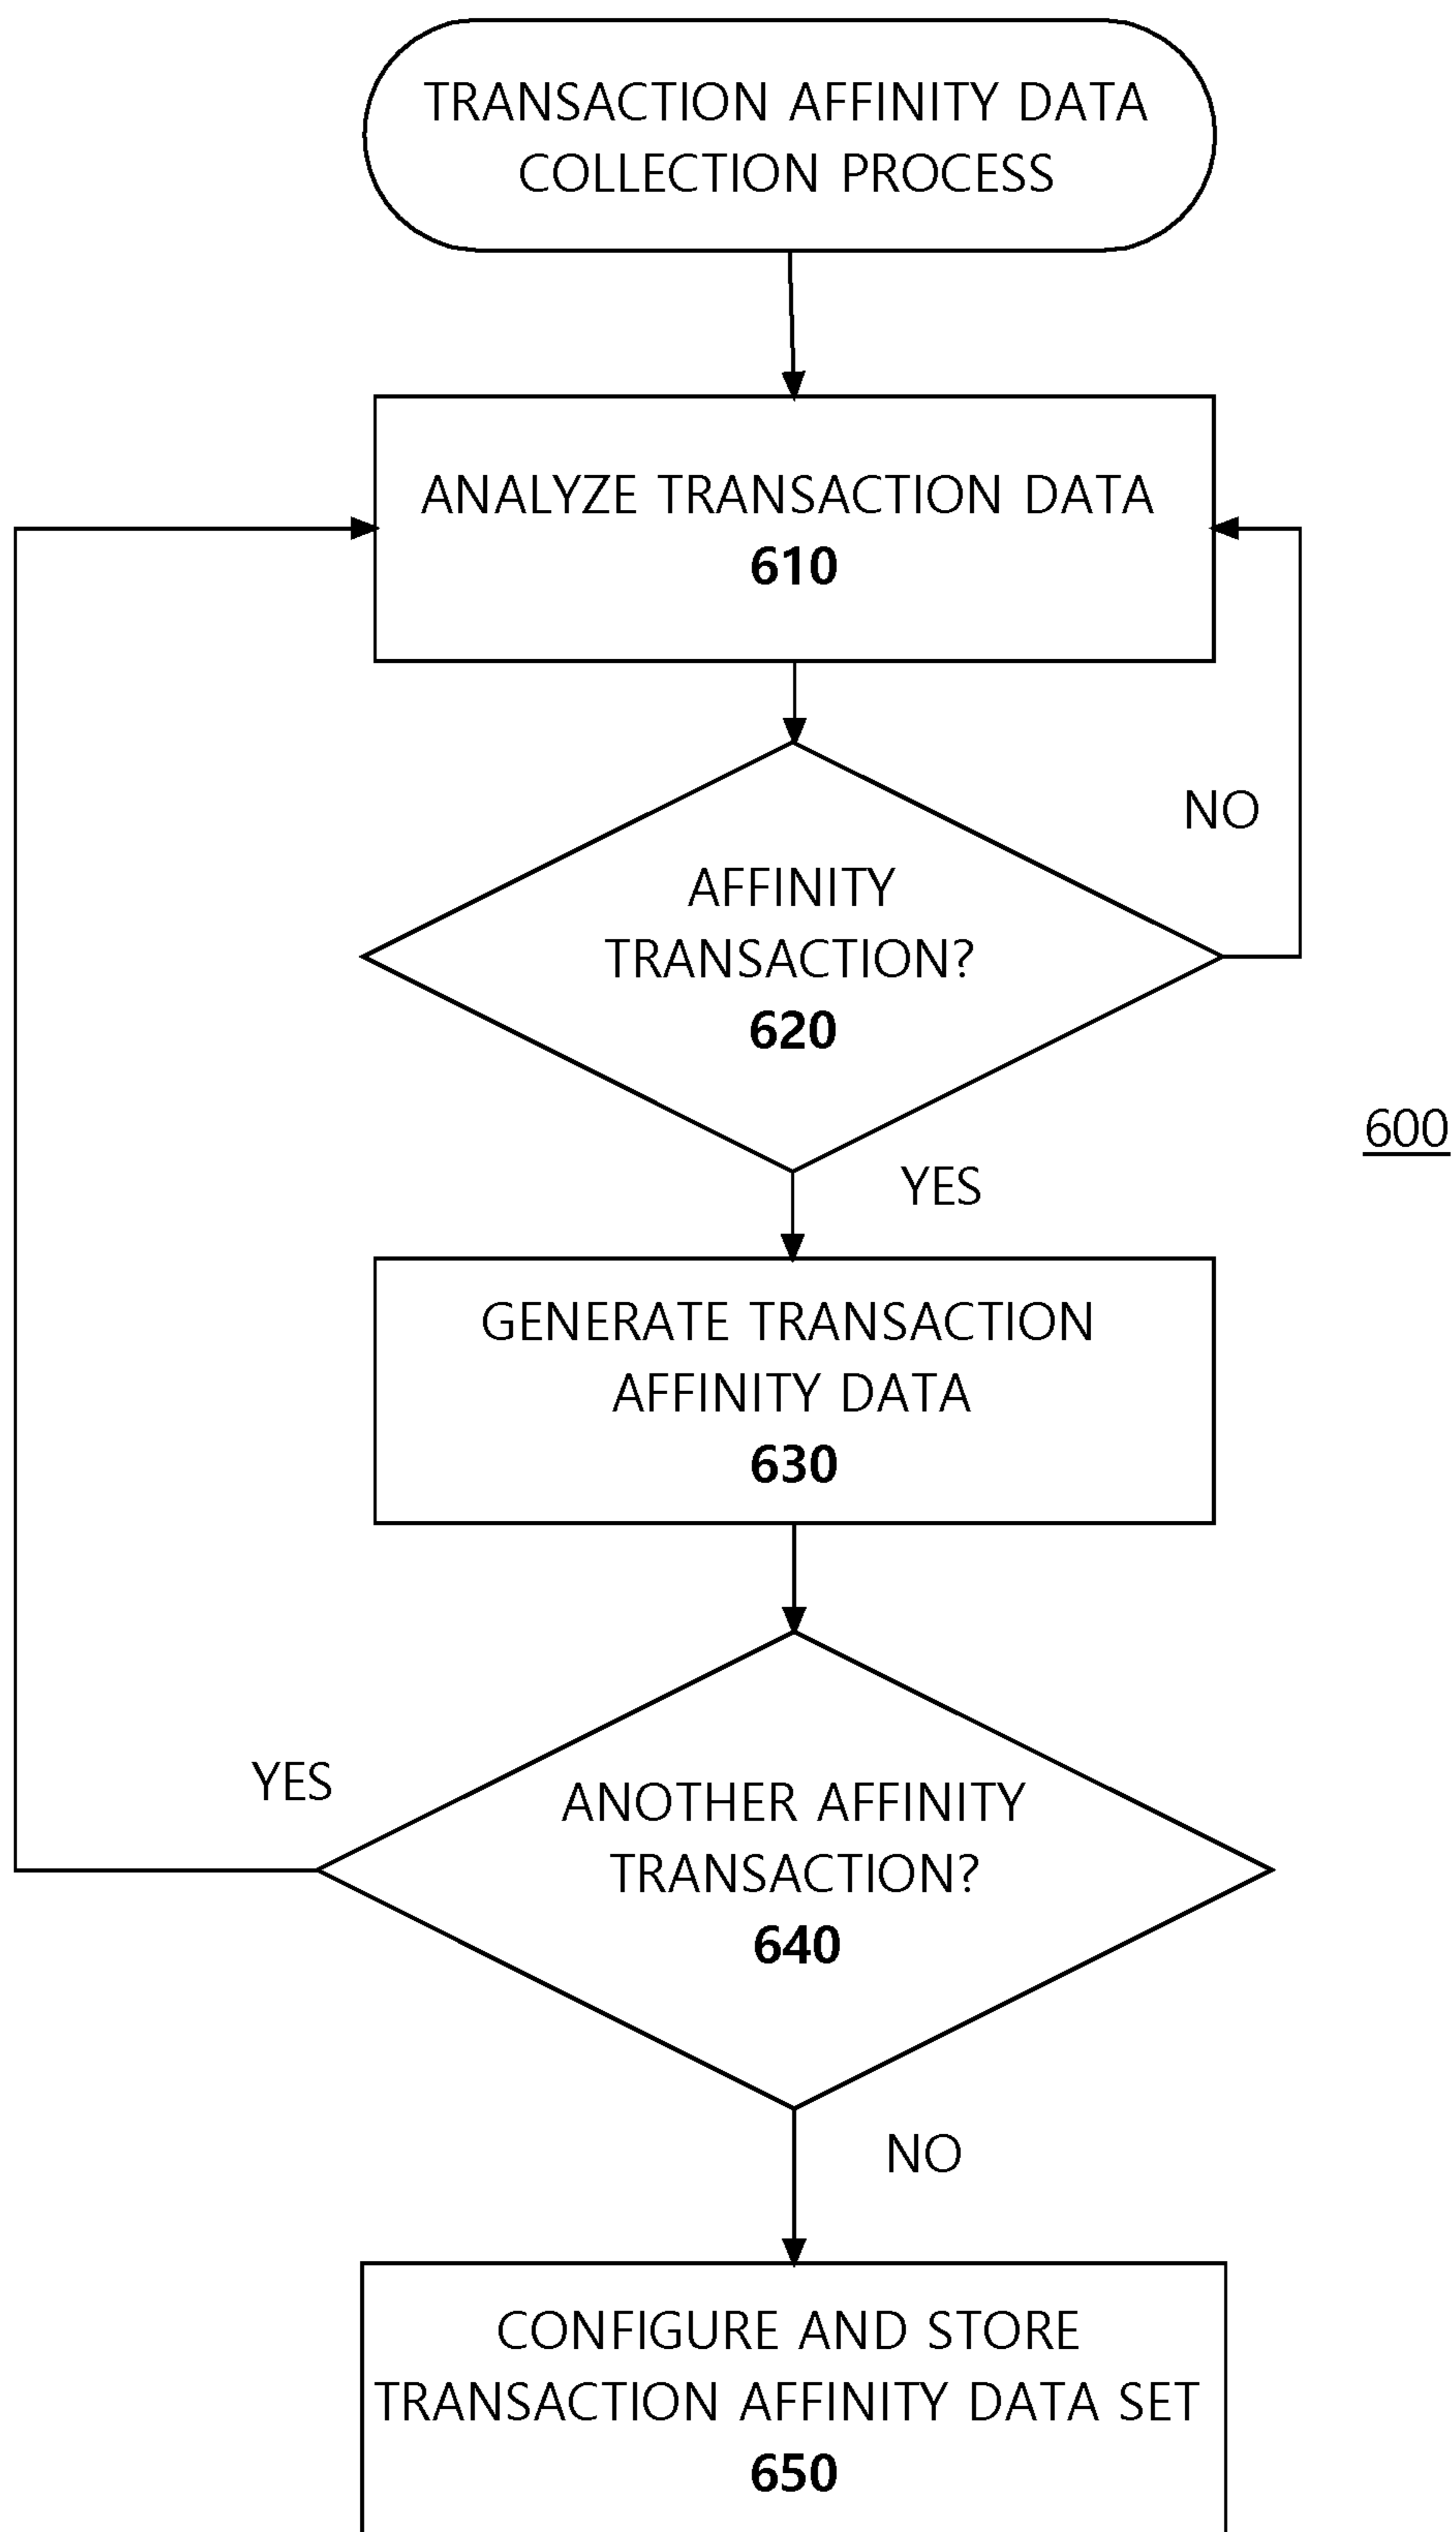 TRANSACTION AFFINITY DATA
COLLECTION PROCESS
ANALYZE TRANSACTION DATA
610
NO
AFFINITY
TRANSACTION?
620
600
YES
GENERATE TRANSACTION
AFFINITY DATA
630
YES
ANOTHER AFFINITY
TRANSACTION?
640
NO
CONFIGURE AND STORE
TRANSACTION AFFINITY DATA SET
650